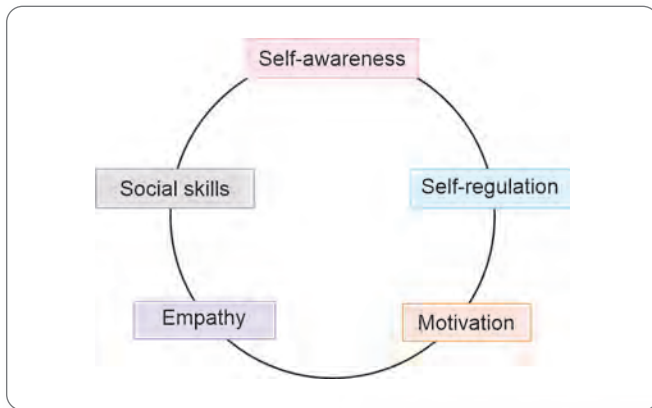 Self-awareness
Social skills
Self-regulation
Empathy
Motivation